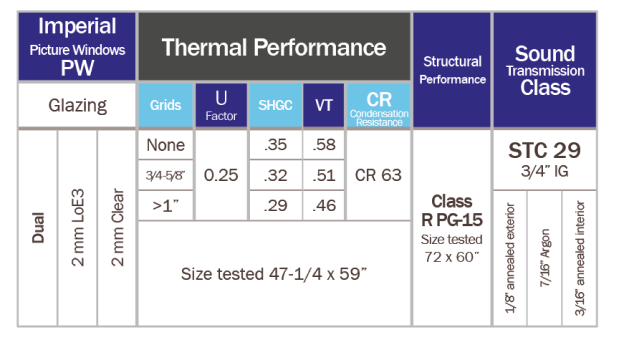 Imperial
Picture Windows
PW
Thermal Performance
Structural
Performance
Sound
Transmission
Class
Glazing
Grids
U
Factor
SHGC
VT
CR
Condensation
Resistance
Dual
2 mm LoE3
2 mm Clear
None
.35
.58
3/4-5/8"
0.25
.32
.51
CR 63
>1"
.29
.46
Size tested 47-1/4 x 59"
Class
R PG-15
Size tested
72 x 60"
STC 29
3/4" IG
1/8" annealed exterior
7/16" Argon
3/16" annealed interior